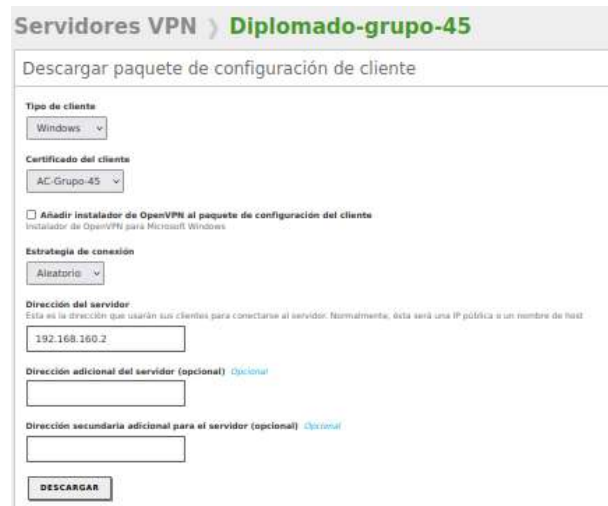 Servidores VPN ⟩ Diplomado-grupo-45
Descargar paquete de configuración de cliente
Tipo de cliente
Windows
Certificado del cliente
AC-Grupo-45
Añadir instalador de OpenVPN al paquete de configuración del cliente
Instalador de OpenVPN para Microsoft Windows
Estrategia de conexión
Aleatorio
Dirección del servidor
Esta es la dirección que usarán sus clientes para conectarse al servidor. Normalmente, ésta será una IP pública o un nombre de host
192.168.160.2
Dirección adicional del servidor (opcional) Opcional
Dirección secundaria adicional para el servidor (opcional) Opcional
DESCARGAR